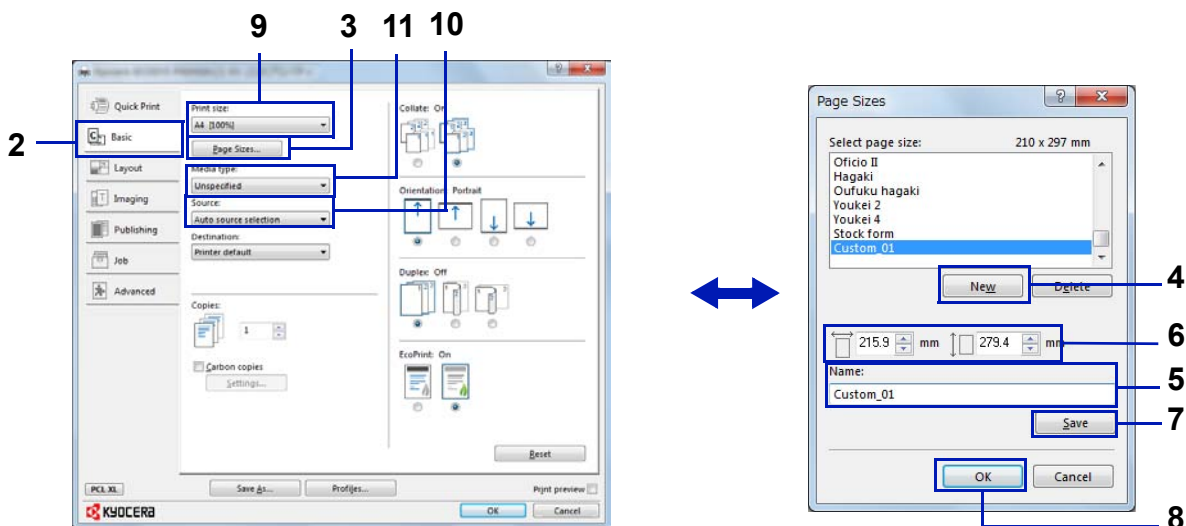 9 3 11 10
Quick Print
Basic
Layout
Imaging
Publishing
Job
Advanced
2
Print size:
A4 [100%]
Page Sizes...
Media type:
Unspecified
Source:
Auto source selection
Destination:
Printer default
Copies:
1
Carbon copies
Settings...
Collate: On
Orientation: Portrait
Duplex: Off
EcoPrint: On
Reset
PCL XL
Save As...
Profiles...
Print preview
KYOCERA
OK
Cancel
Page Sizes
Select page size: 210 x 297 mm
Oficio II
Hagaki
Oufuku hagaki
Youkei 2
Youkei 4
Stock form
Custom_01
New
Delete
4
215.9 mm 279.4 mm
6
Name:
Custom_01
5
Save
7
OK
Cancel
8